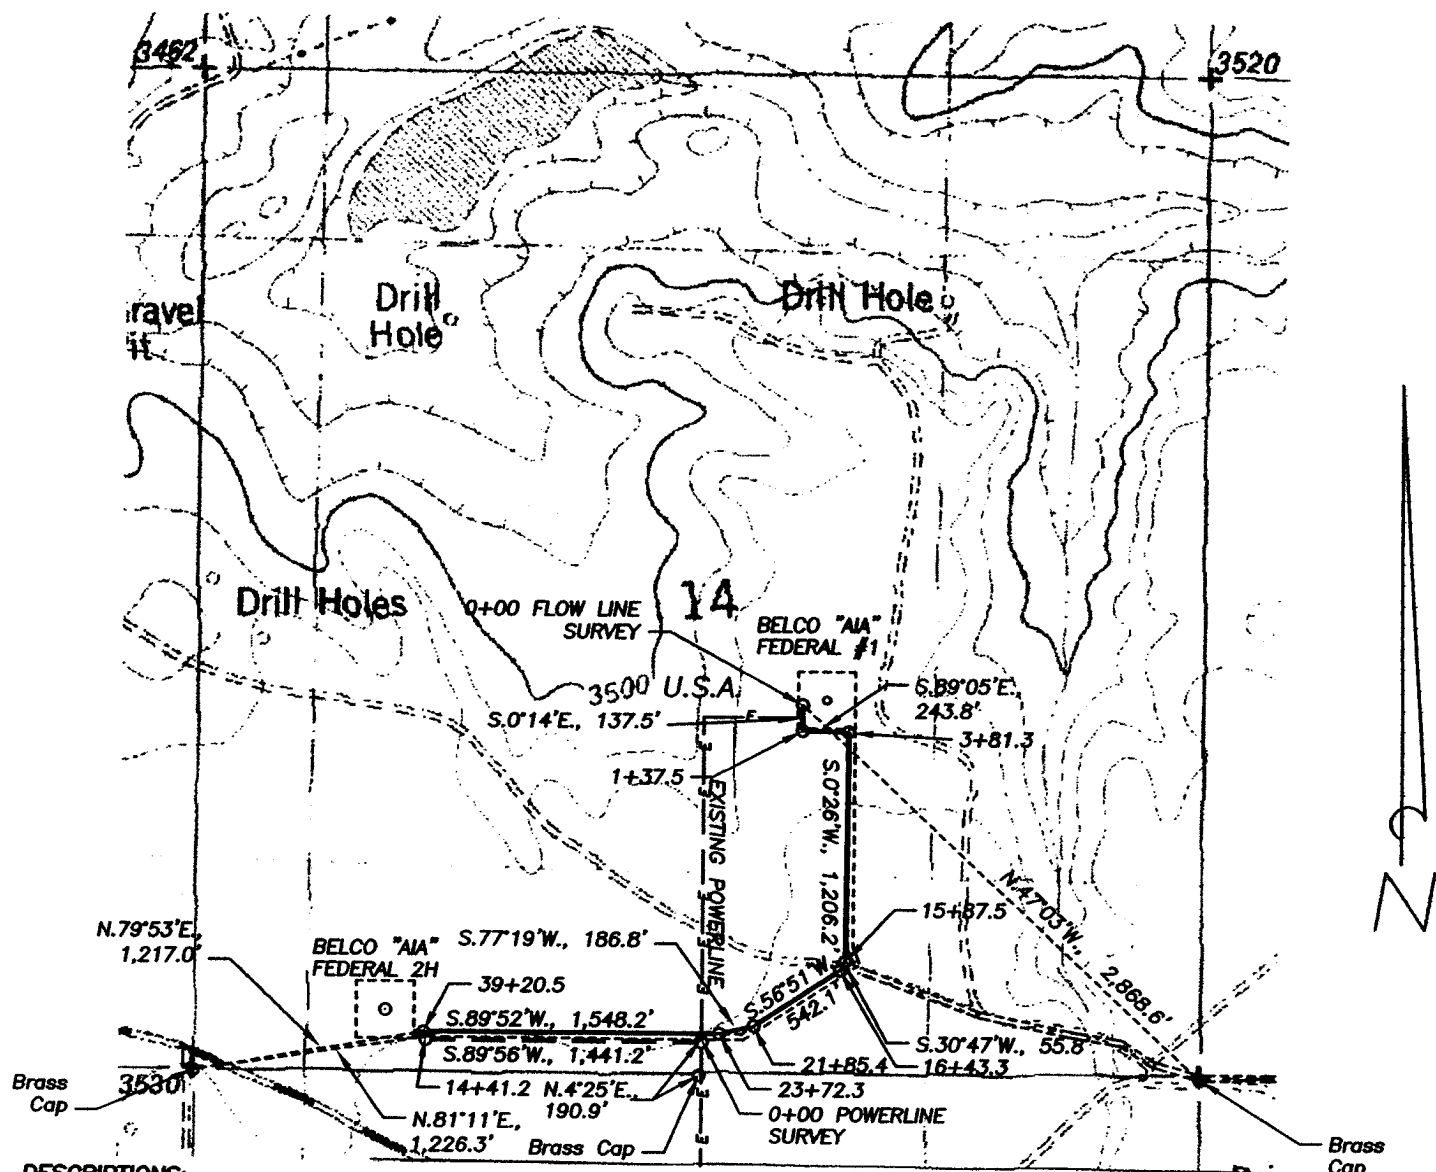 3462
3520
Drill
Hole
Drill Hole
ravel
it
Drill Holes
0+00 FLOW LINE
SURVEY
14
BELCO "AIA"
FEDERAL #1
3500 U.S.A.
S.89°05'E.,
243.8'
S.0°14'E., 137.5'
3+81.3
1+37.5
EXISTING POWERLINE
S.0°26'W., 1,206.2'
N.47°03'W., 2,868.6'
15+87.5
N.79°53'E.,
1,217.0'
BELCO "AIA"
FEDERAL 2H
S.77°19'W., 186.8'
39+20.5
S.56°51'W.,
542.1'
S.89°52'W., 1,548.2'
S.89°56'W., 1,441.2'
S.30°47'W., 55.8'
21+85.4
16+43.3
Brass
Cap
3530
14+41.2
N.4°25'E.,
190.9'
23+72.3
N.81°11'E.,
1,226.3'
0+00 POWERLINE
SURVEY
Brass Cap
Brass
Cap
N
DESCRIPTIONS: